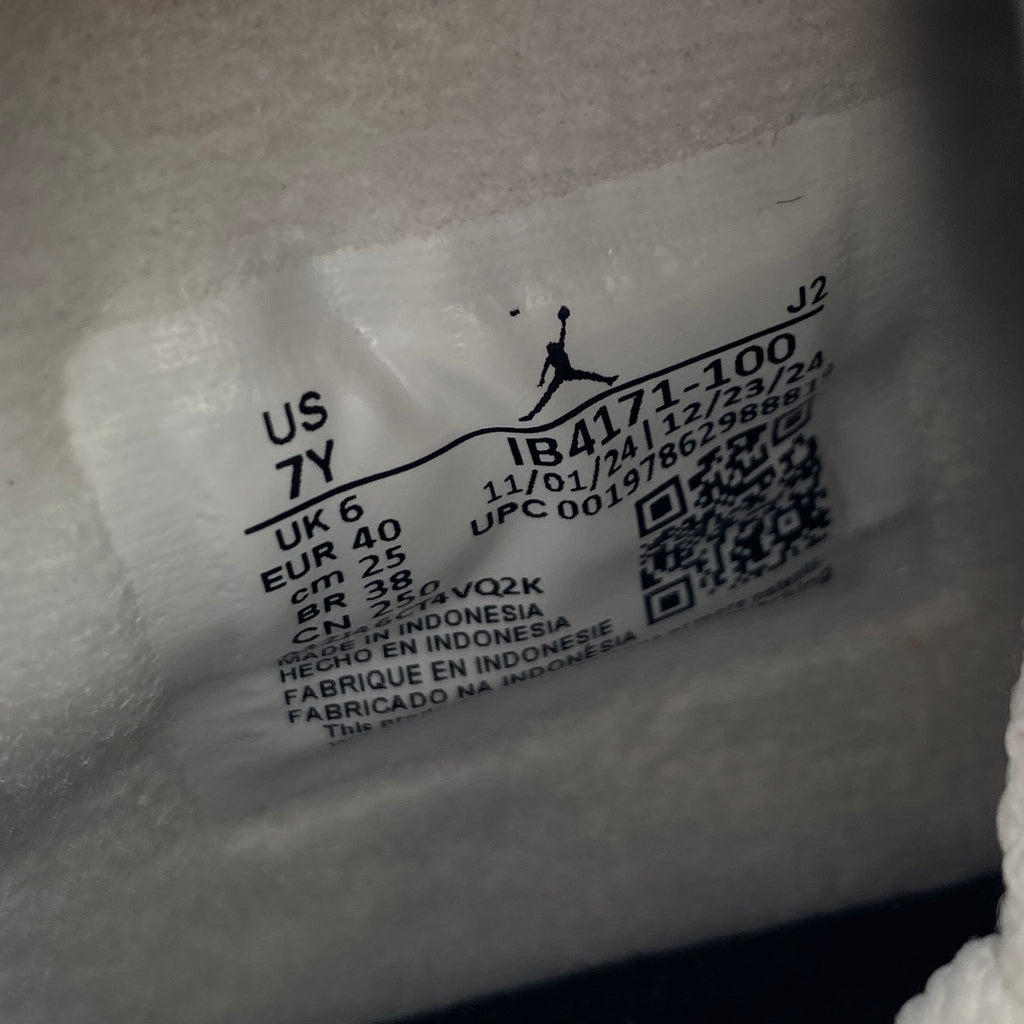 US
7Y
J2
IB4171-100
11/01/24 | 12/23/24
UPC
UK 6
EUR 40
cm 25
BR 38
CN 250
MADE IN INDONESIA
HECHO EN INDONESIA
FABRIQUE EN INDONESIE
FABRICADO NA INDONÉSIA
This